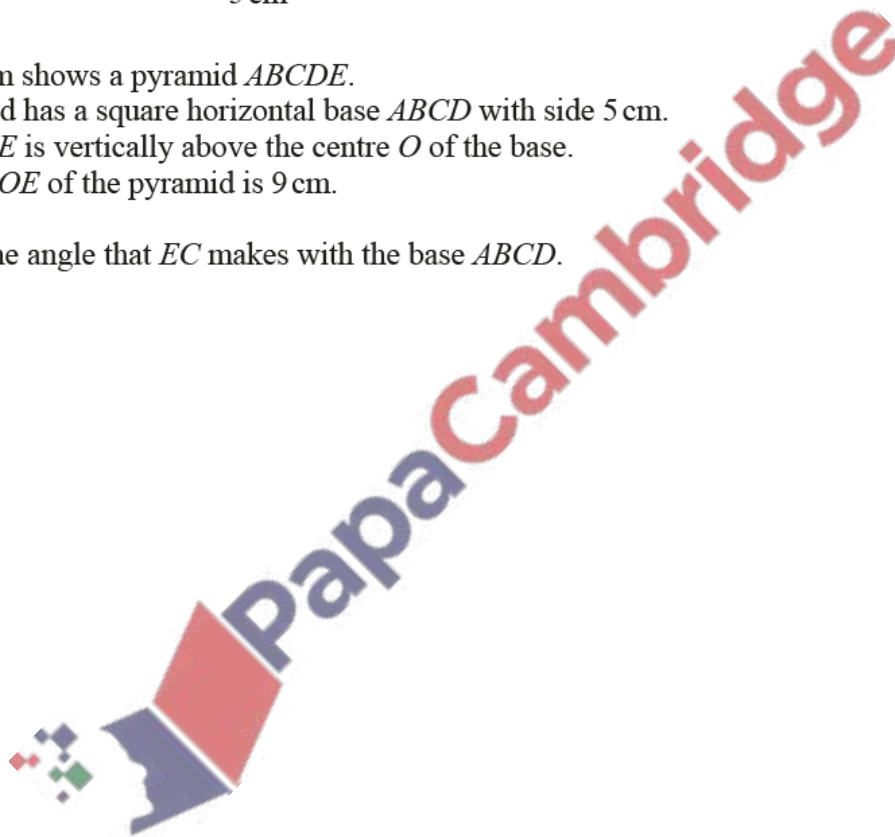 m shows a pyramid ABCDE.
d has a square horizontal base ABCD with side 5 cm.
E is vertically above the centre O of the base.
OE of the pyramid is 9 cm.
he angle that EC makes with the base ABCD.
PapaCambridge